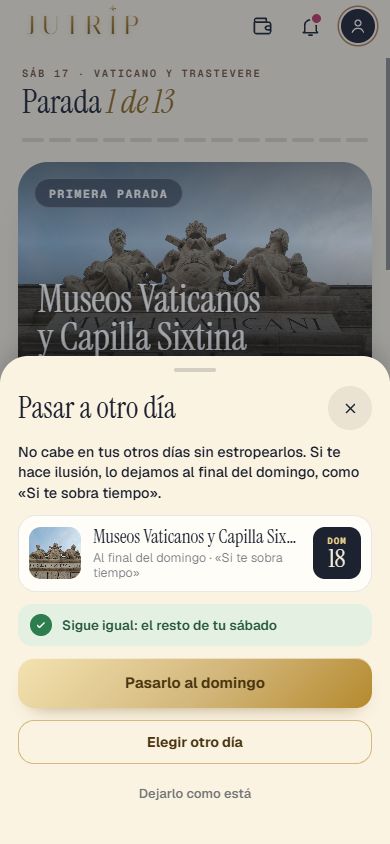 JUTRIP
SÁB 17 · VATICANO Y TRASTEVERE
Parada 1 de 13
PRIMERA PARADA
Museos Vaticanos
y Capilla Sixtina
Pasar a otro día
No cabe en tus otros días sin estropearlos. Si te
hace ilusión, lo dejamos al final del domingo, como
«Si te sobra tiempo».
Museos Vaticanos y Capilla Six...
Al final del domingo · «Si te sobra
tiempo»
DOM
18
Sigue igual: el resto de tu sábado
Pasarlo al domingo
Elegir otro día
Dejarlo como está